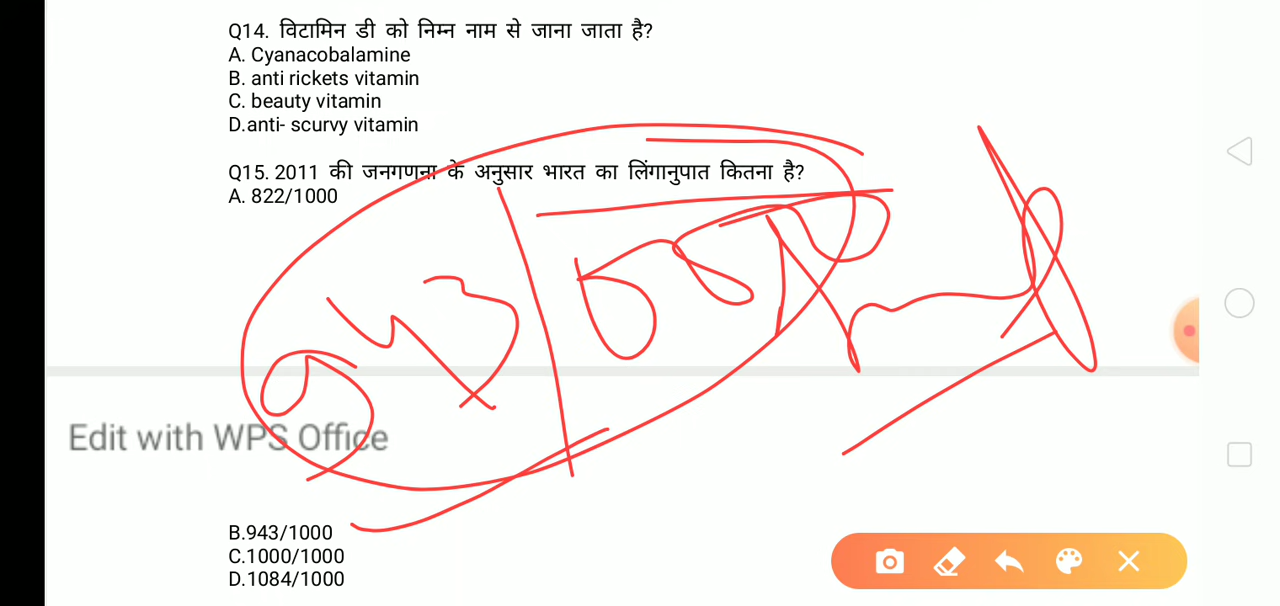 Q14. विटामिन डी को निम्न नाम से जाना जाता है?
A. Cyanacobalamine
B. anti rickets vitamin
C. beauty vitamin
D.anti- scurvy vitamin
Q15. 2011 की जनगणना के अनुसार भारत का लिंगानुपात कितना है?
A. 822/1000
943
Edit with WPS Office
B.943/1000
C.1000/1000
D.1084/1000